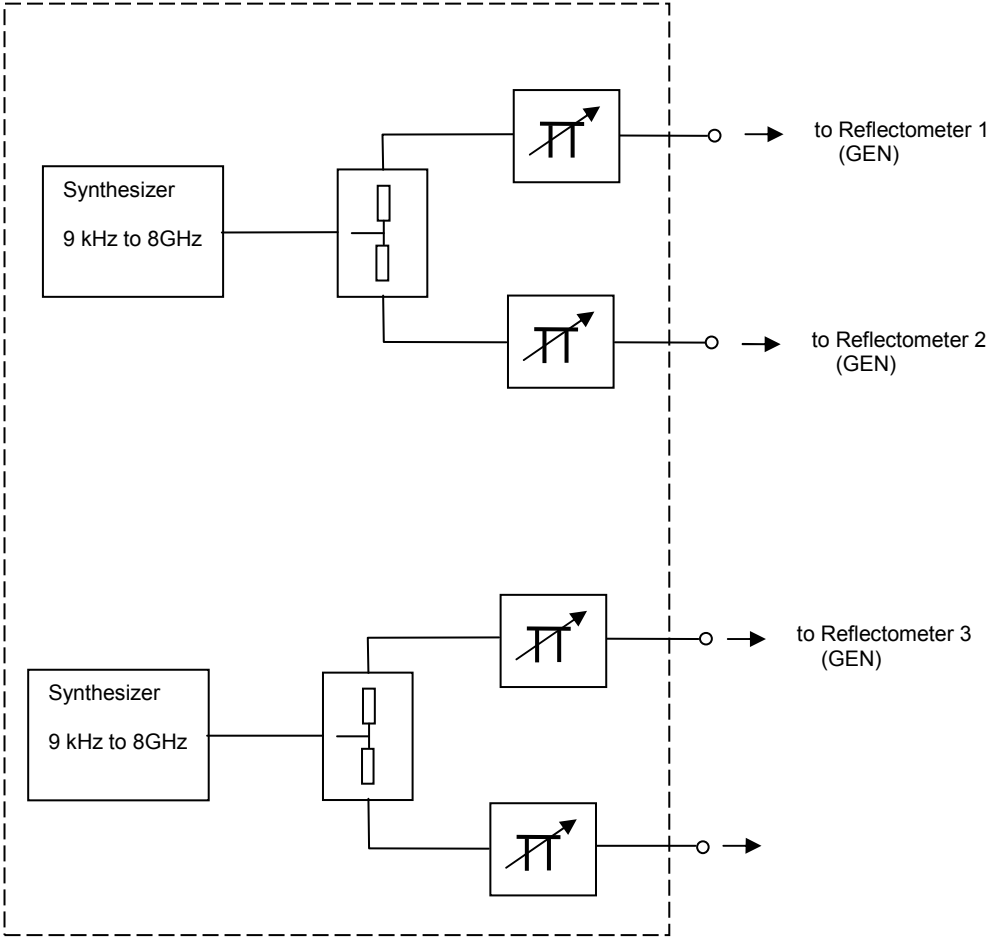 to Reflectometer 1
(GEN)
Synthesizer
9 kHz to 8GHz
to Reflectometer 2
(GEN)
to Reflectometer 3
(GEN)
Synthesizer
9 kHz to 8GHz